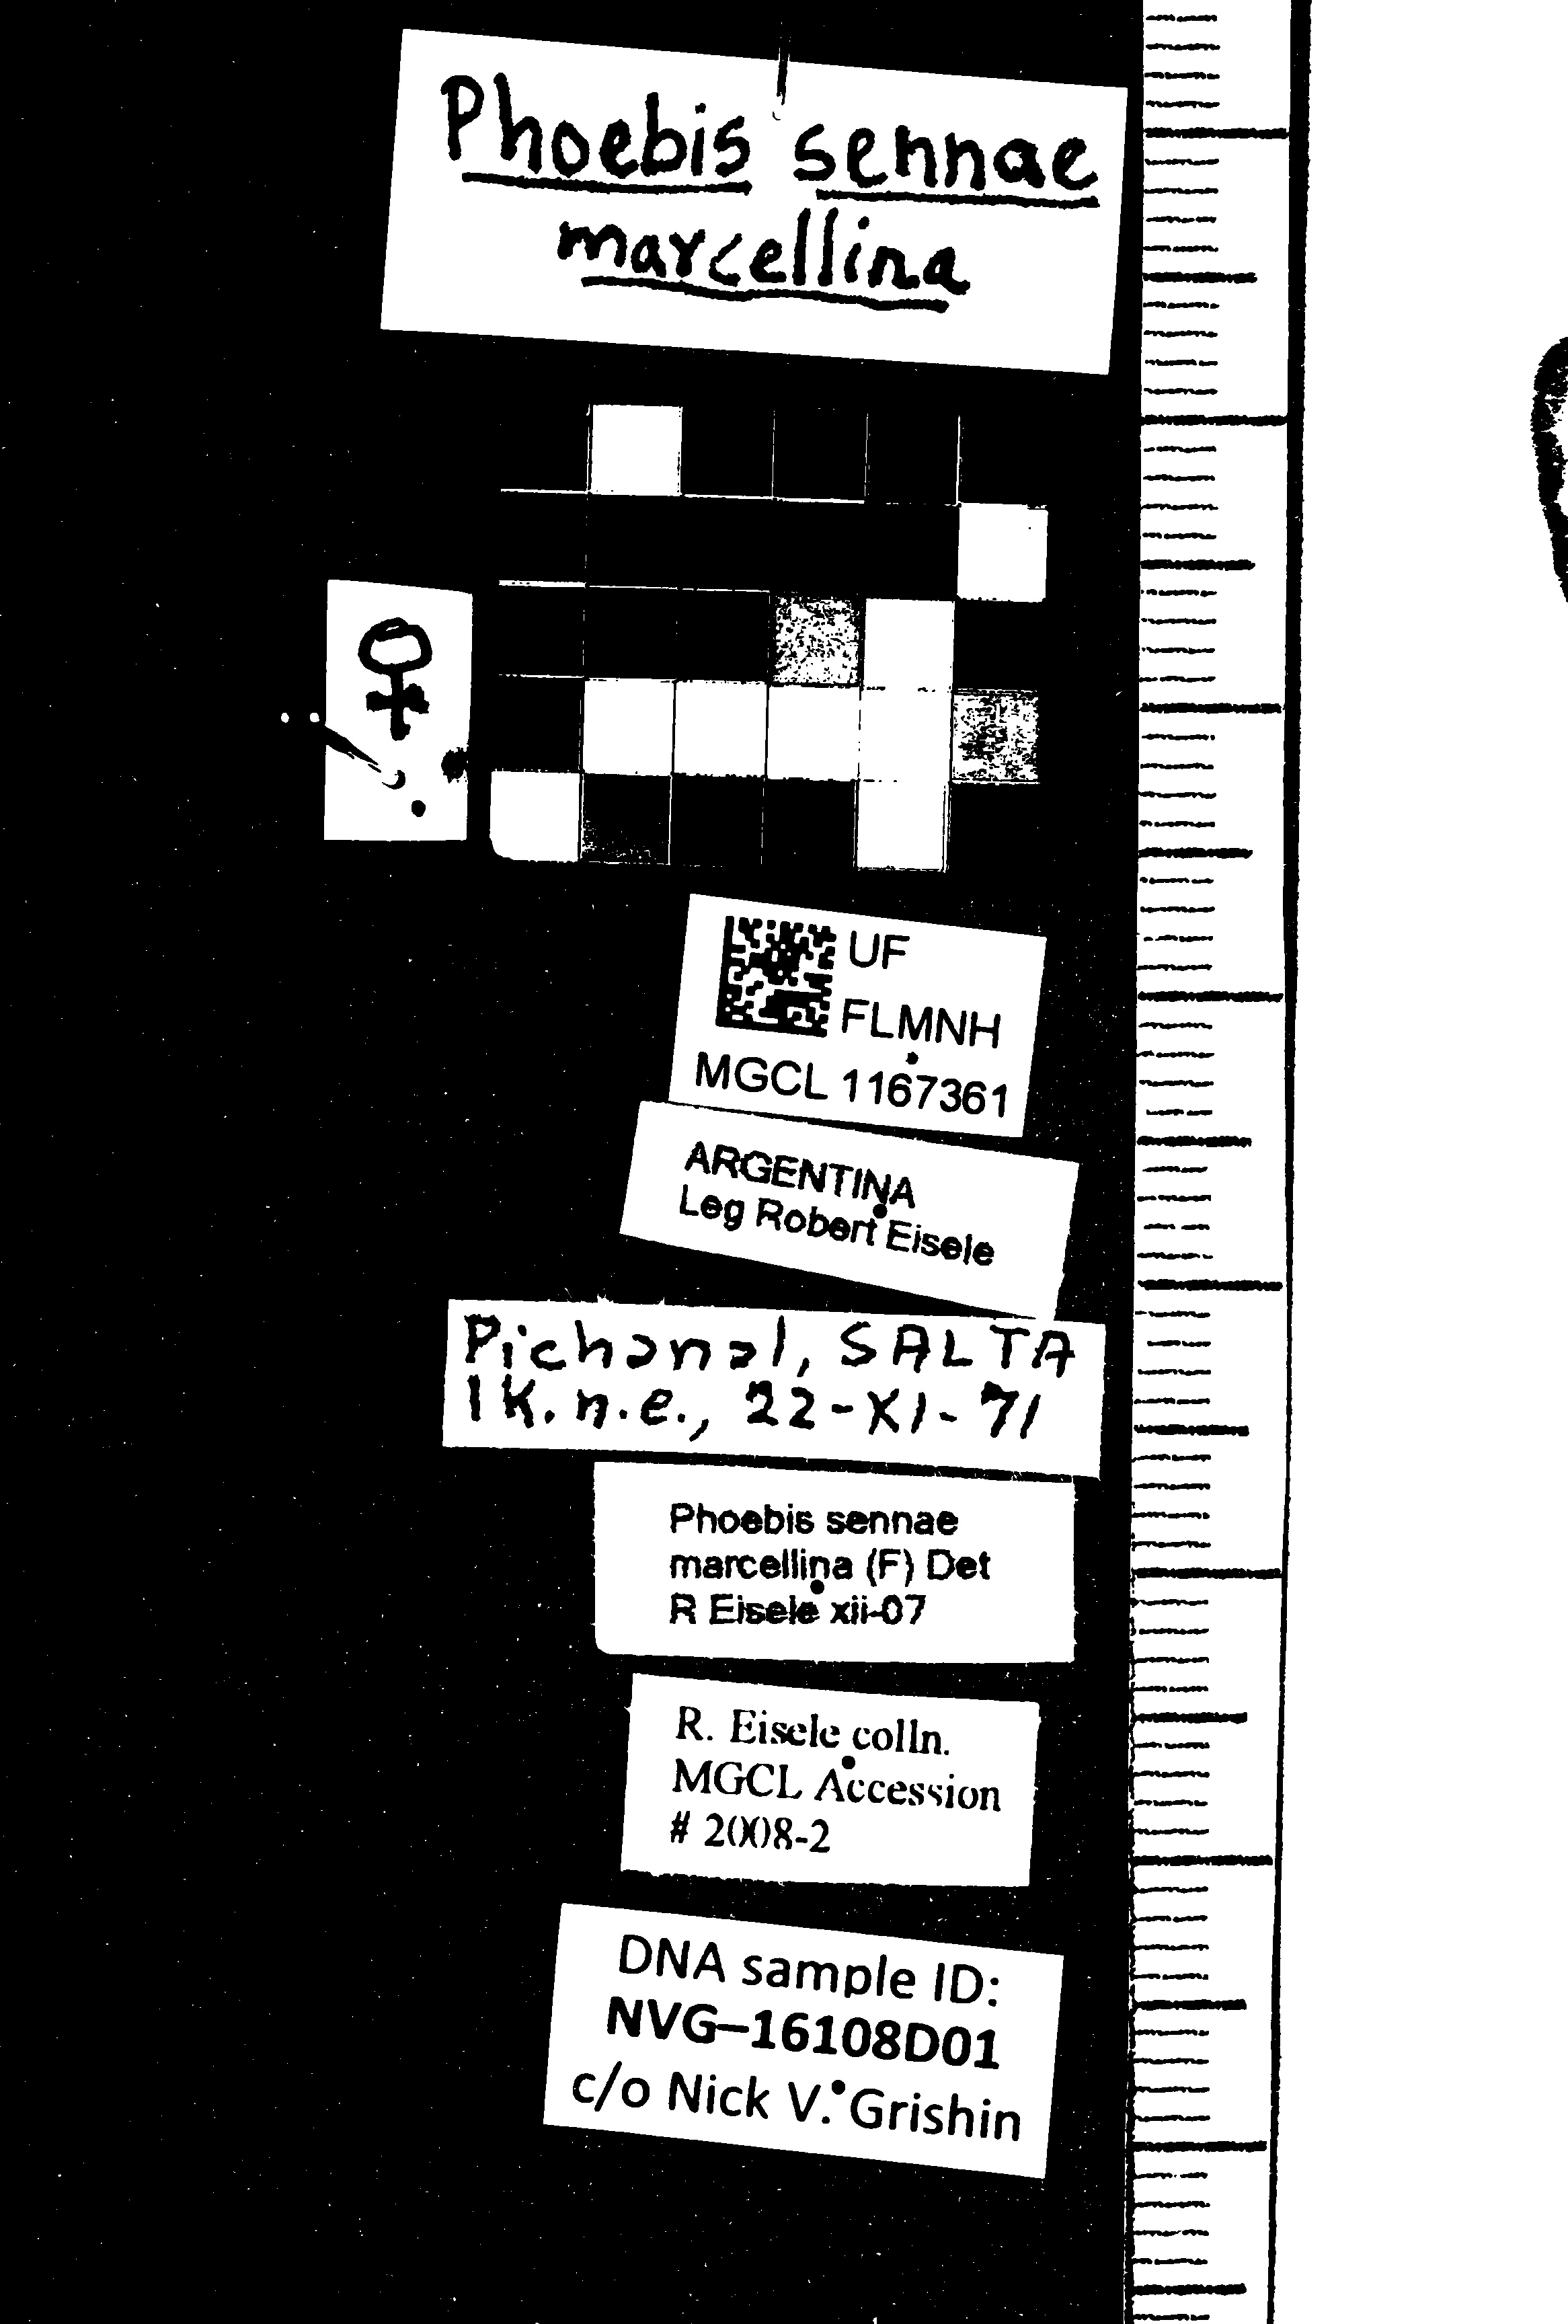 Phoebis sennae
marcellina
♀
UF
FLMNH
MGCL 1167361
ARGENTINA
Leg Robert Eisele
Pichanal, SALTA
1K. n.e., 22-XI-71
Phoebis sennae
marcellina (F) Det
R Eisele xii-07
R. Eisele colln.
MGCL Accession
# 2008-2
DNA sample ID:
NVG–16108D01
c/o Nick V. Grishin